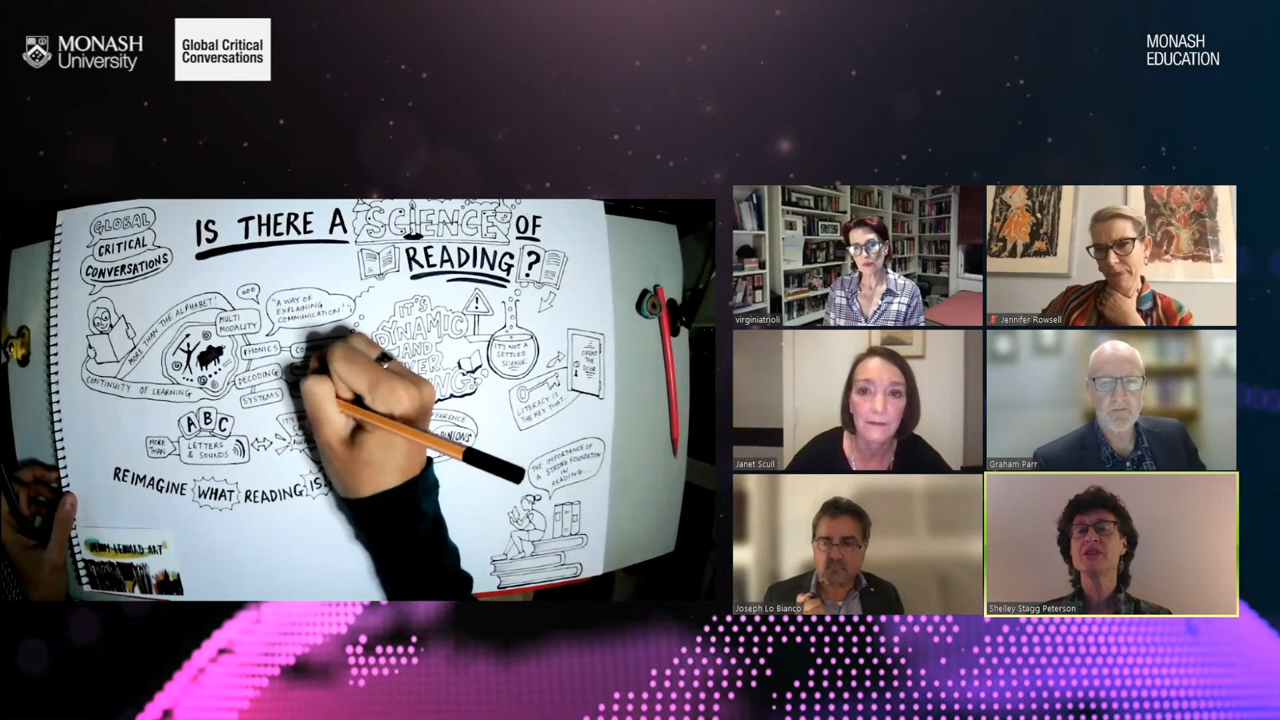 MONASH
University
Global Critical
Conversations
MONASH
EDUCATION
GLOBAL
CRITICAL
CONVERSATIONS
IS THERE A SCIENCE OF
READING?
MORE THAN THE ALPHABET!
CONTINUITY OF LEARNING
MULTI
MODALITY
"A WAY OF
EXPLAINING
COMMUNICATION"
PHONICS
DECODING
SYSTEMS
IT'S
DYNAMIC
AND
IT'S NOT A
SETTLED
SCIENCE.
OPENS
THE
DOOR
LITERACY IS
THE KEY THAT...
ABC
MORE
THAN
LETTERS
& SOUNDS
REIMAGINE WHAT READING IS
THE IMPORTANCE OF
A STRONG FOUNDATION
IN
READING...
virginiatrioli
Jennifer Rowsell
Janet Scull
Graham Parr
Joseph Lo Bianco
Shelley Stagg Peterson